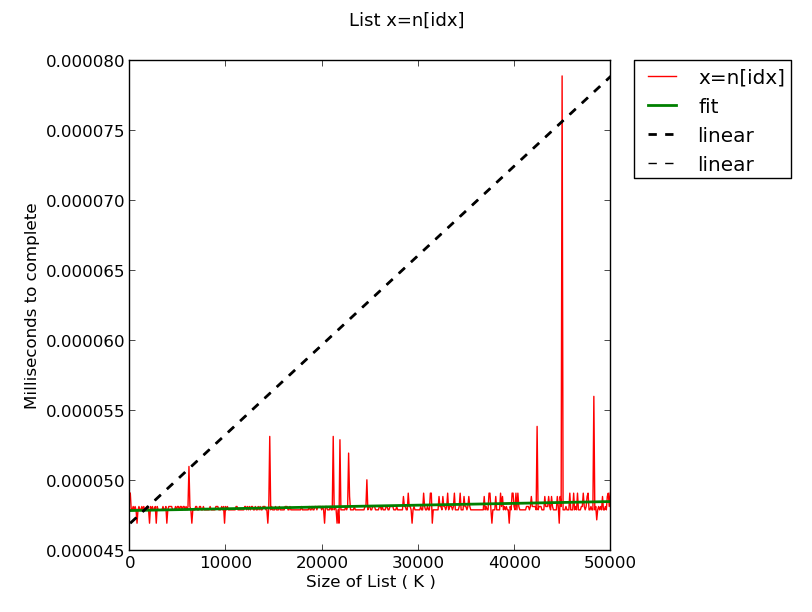 List x=n[idx]
0.000080
0.000075
0.000070
0.000065
0.000060
0.000055
0.000050
0.000045
Milliseconds to complete
0 10000 20000 30000 40000 50000
Size of List ( K )
x=n[idx]
fit
linear
linear